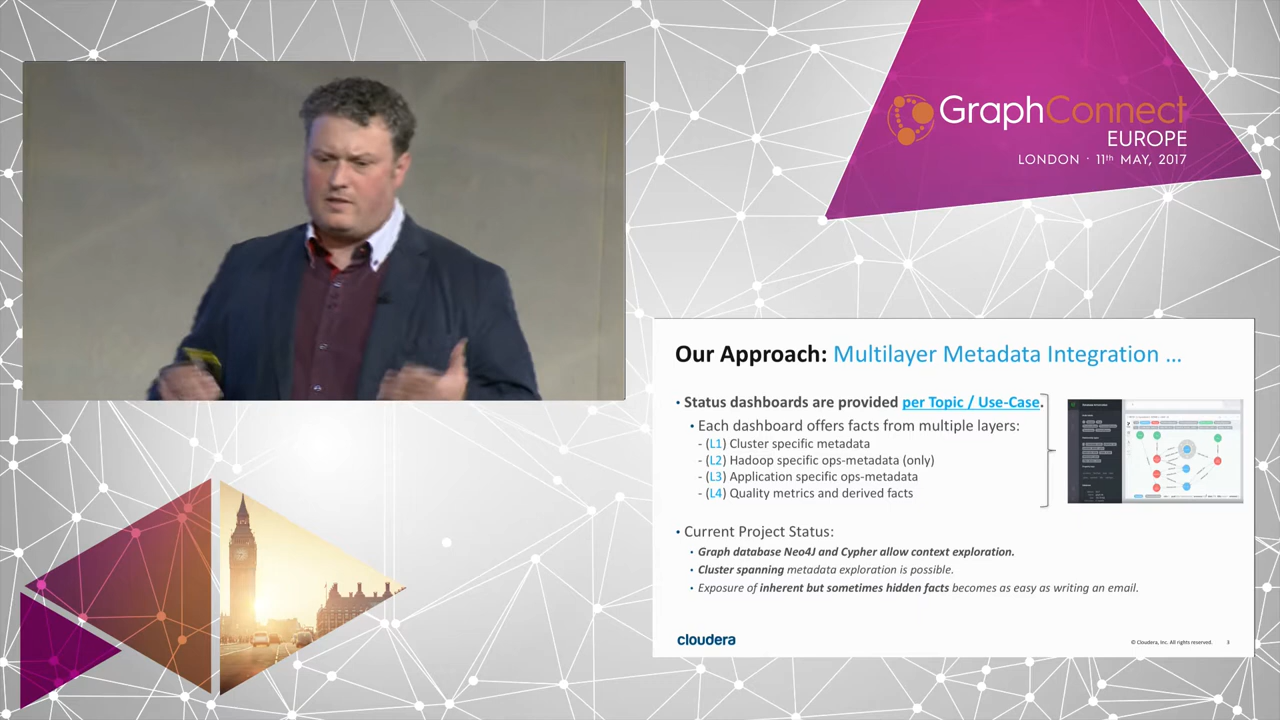 GraphConnect
EUROPE
LONDON · 11th MAY, 2017
Our Approach: Multilayer Metadata Integration ...
• Status dashboards are provided per Topic / Use-Case.
• Each dashboard offers facts from multiple layers:
- (L1) Cluster specific metadata
- (L2) Hadoop specific ops-metadata (only)
- (L3) Application specific ops-metadata
- (L4) Quality metrics and derived facts
• Current Project Status:
• Graph database Neo4J and Cypher allow context exploration.
• Cluster spanning metadata exploration is possible.
• Exposure of inherent but sometimes hidden facts becomes as easy as writing an email.
cloudera
© Cloudera, Inc. All rights reserved. 3